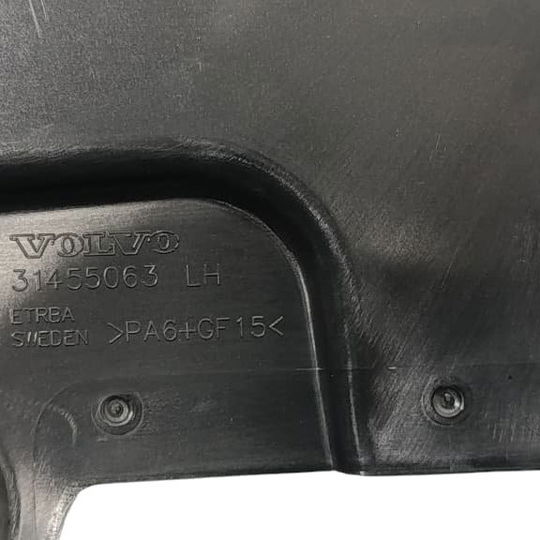 VOLVO
31455063 LH
ETRBA
SWEDEN >PA6+GF15<